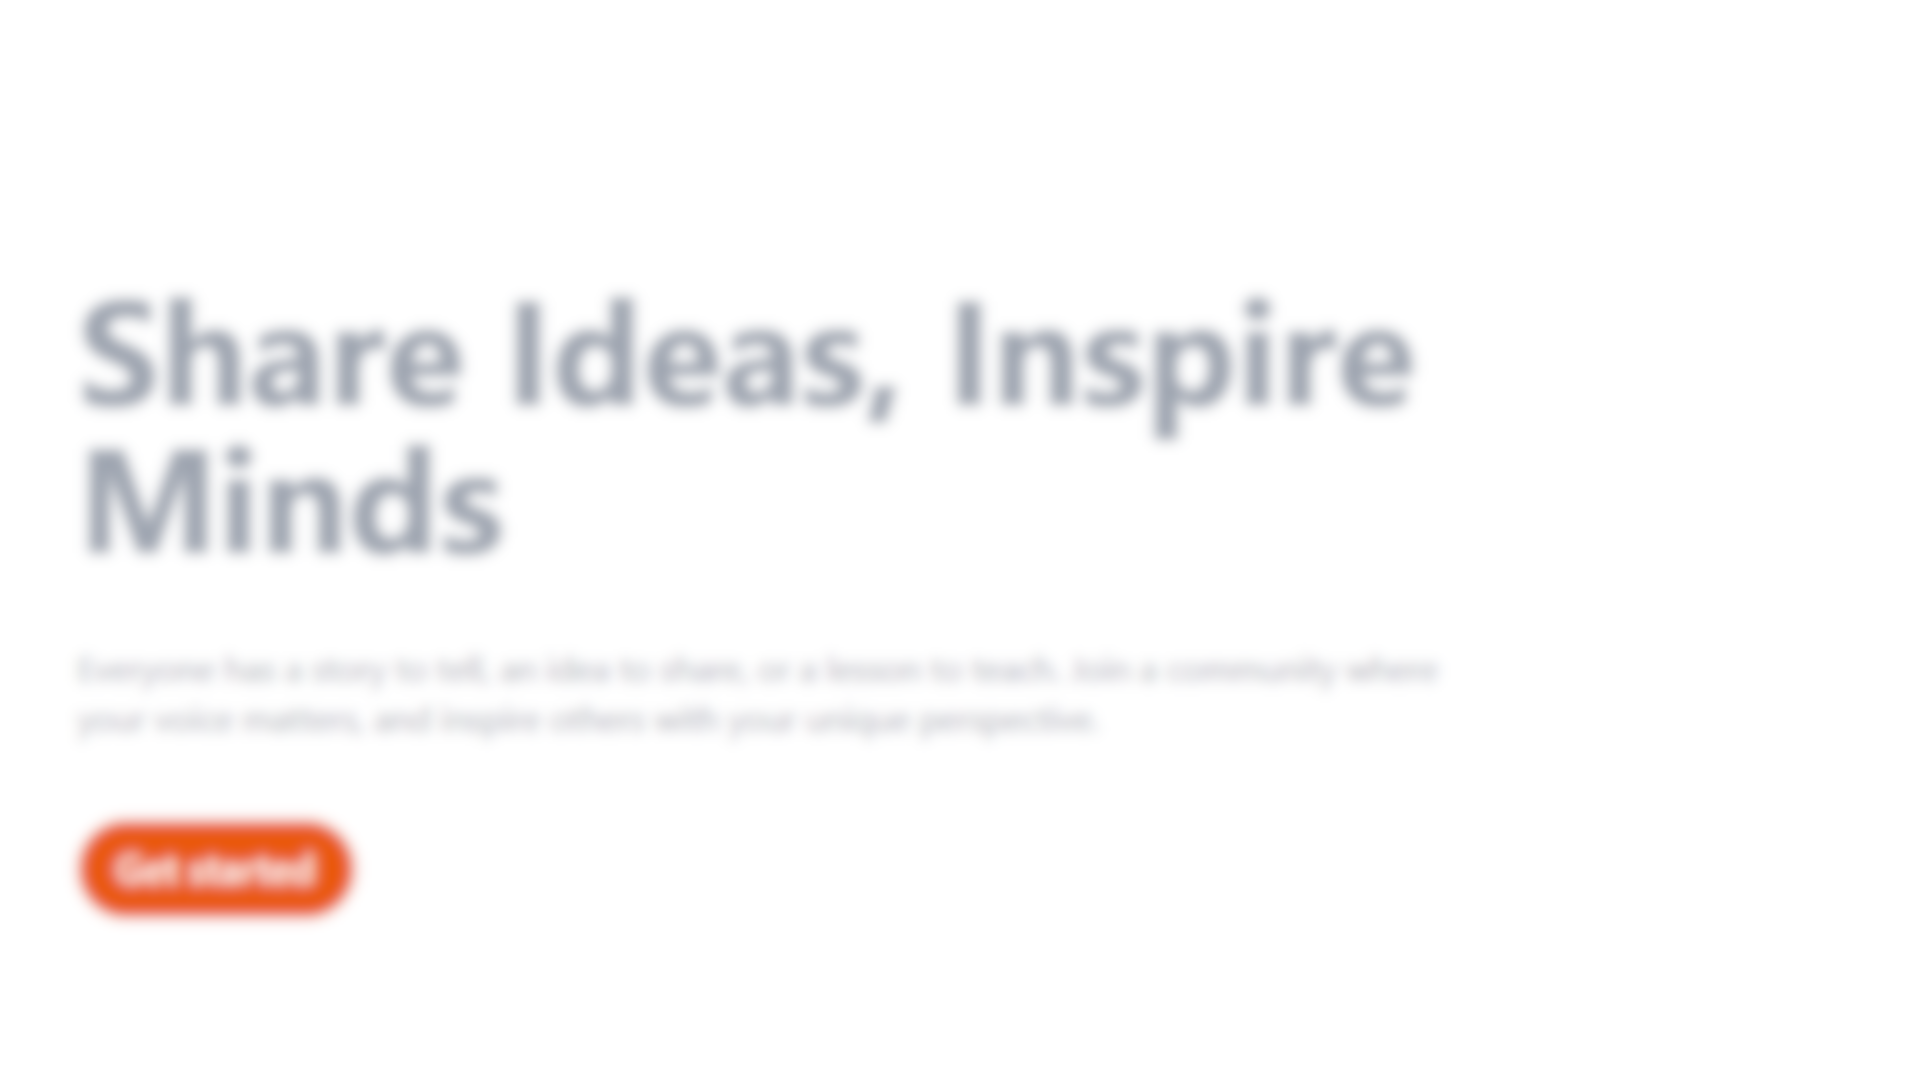 Share Ideas, Inspire
Minds
Everyone has a story to tell, an idea to share, or a lesson to teach. Join a community where
your voice matters, and inspire others with your unique perspective.
Get started